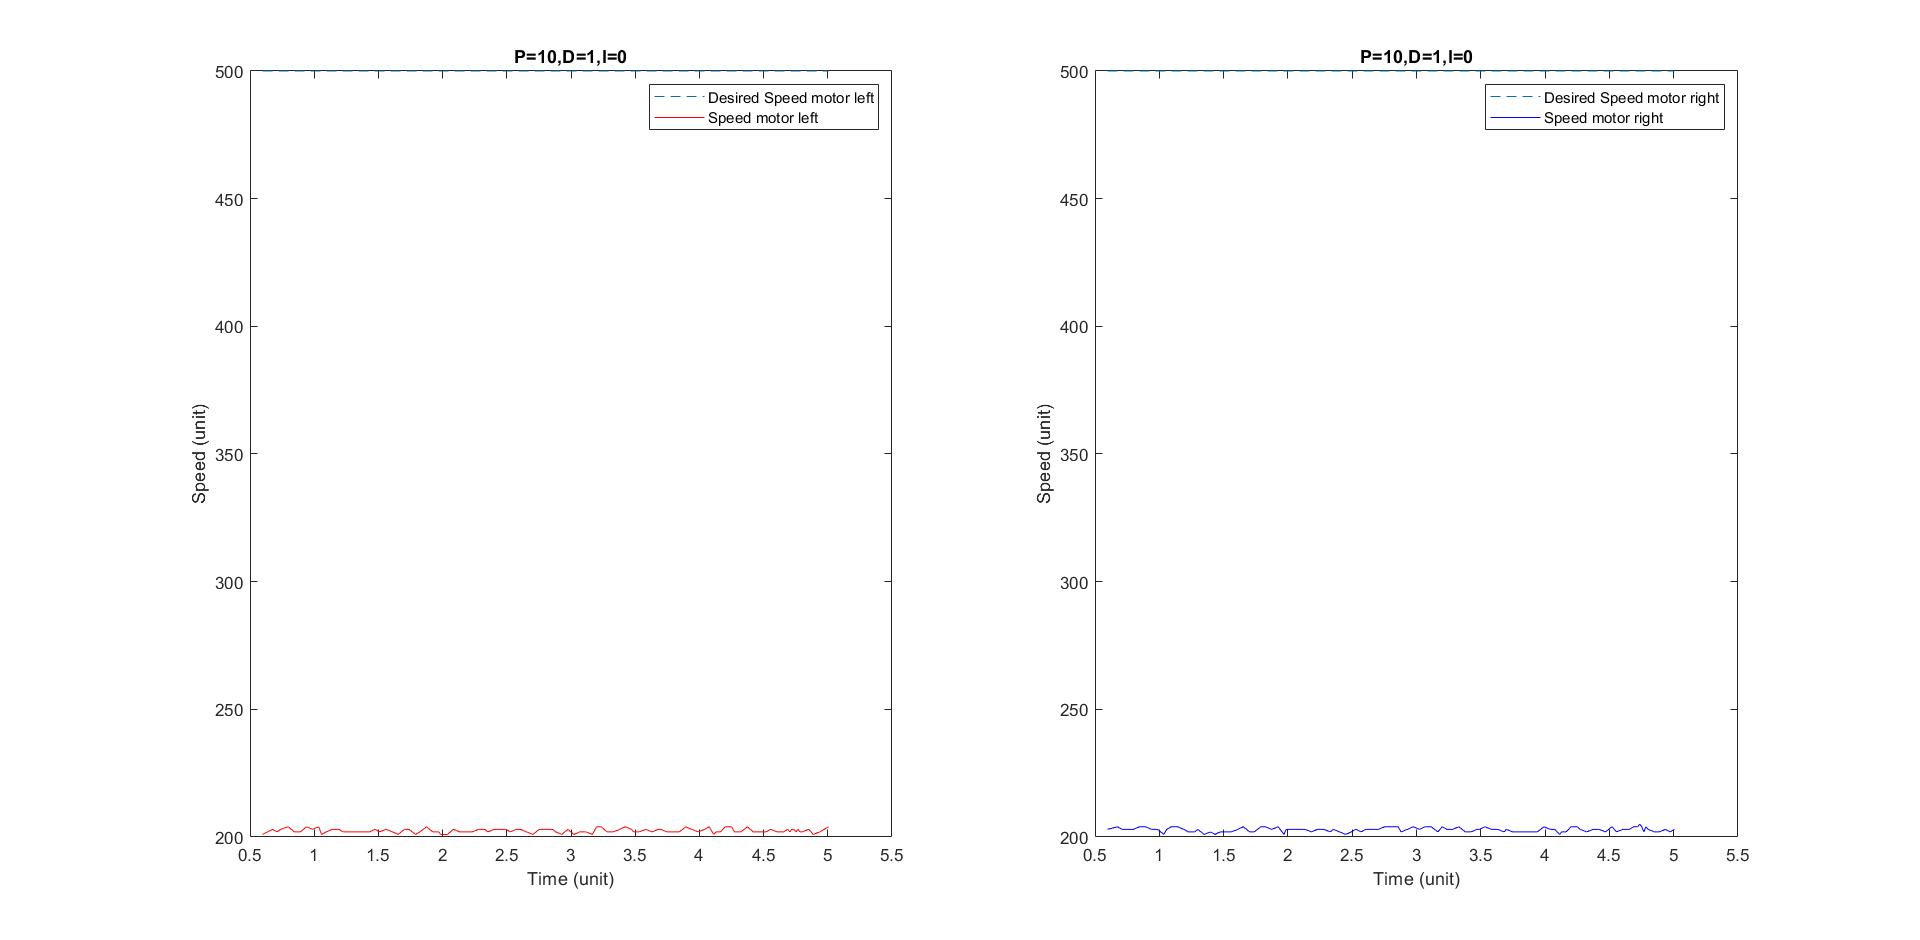 P=10,D=1,I=0
Desired Speed motor left
Speed motor left
500
450
400
350
300
250
200
Speed (unit)
0.5 1 1.5 2 2.5 3 3.5 4 4.5 5 5.5
Time (unit)
P=10,D=1,I=0
Desired Speed motor right
Speed motor right
500
450
400
350
300
250
200
Speed (unit)
0.5 1 1.5 2 2.5 3 3.5 4 4.5 5 5.5
Time (unit)